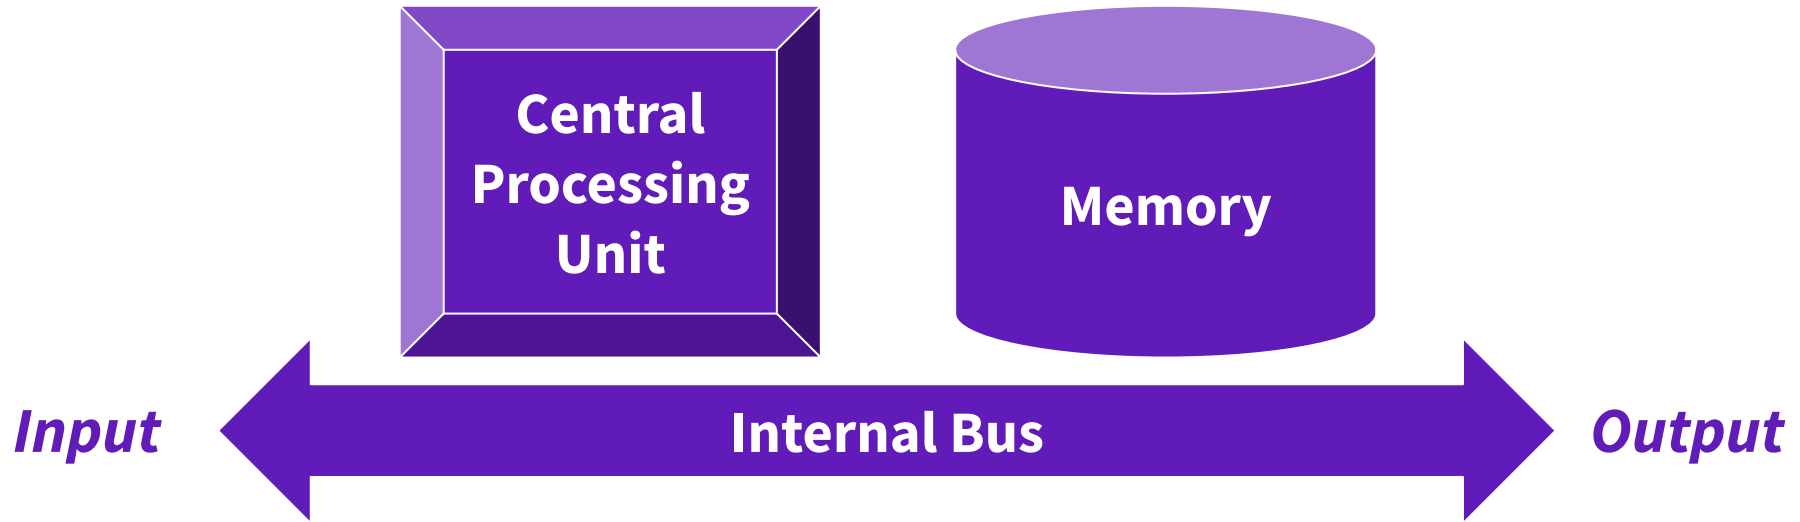 Central
Processing
Unit
Memory
Input
Internal Bus
Output